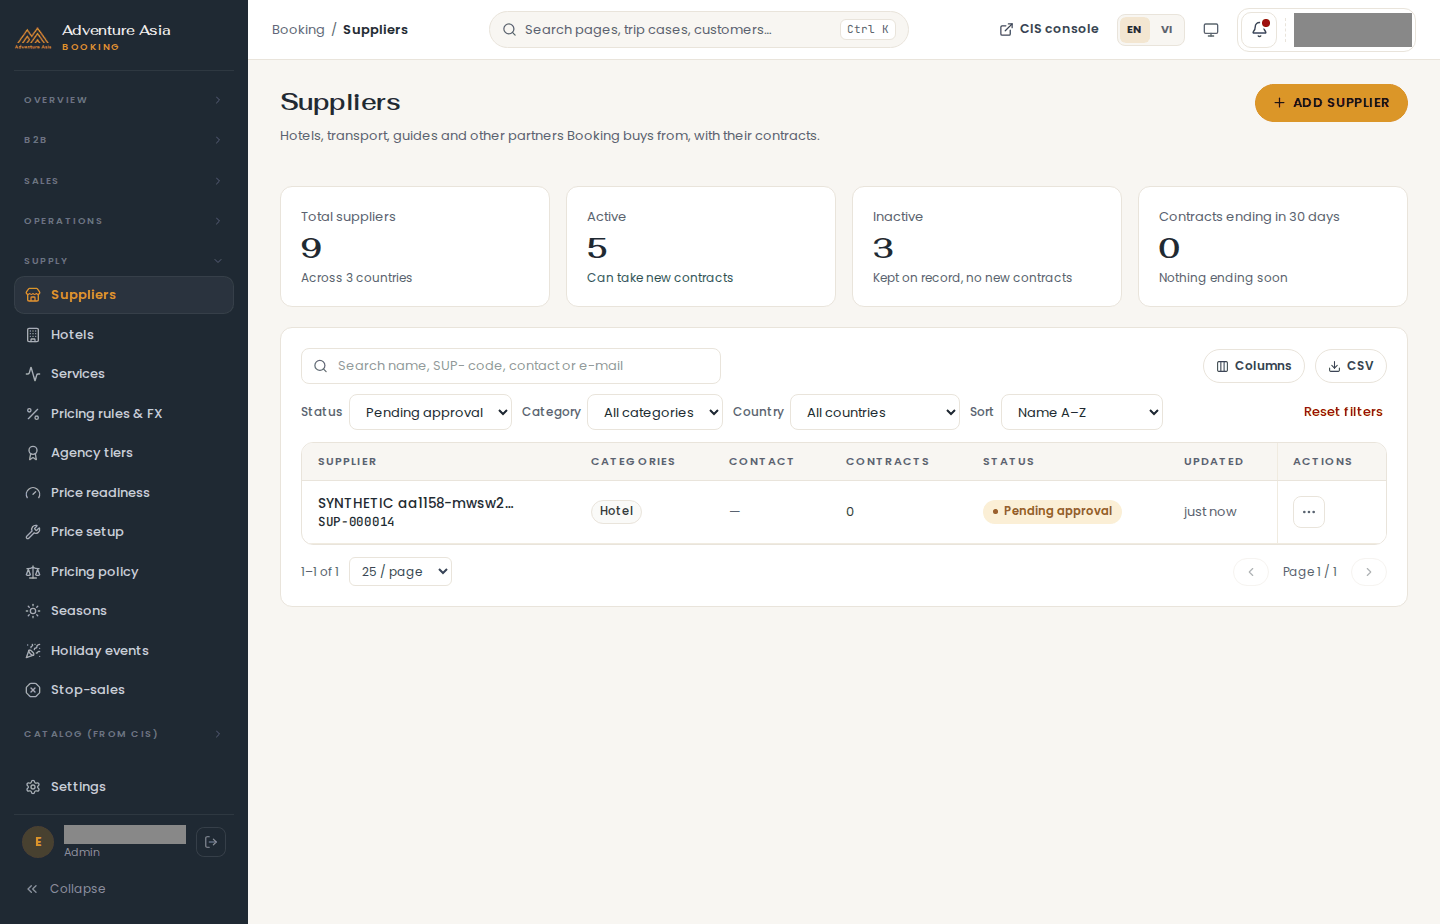 Adventure Asia
BOOKING
Adventure Asia
OVERVIEW
B2B
SALES
OPERATIONS
SUPPLY
Suppliers
Hotels
Services
Pricing rules & FX
Agency tiers
Price readiness
Price setup
Pricing policy
Seasons
Holiday events
Stop-sales
CATALOG (FROM CIS)
Settings
E
Admin
Collapse
Booking / Suppliers
Search pages, trip cases, customers...
Ctrl K
CIS console
EN
VI
Suppliers
ADD SUPPLIER
Hotels, transport, guides and other partners Booking buys from, with their contracts.
Total suppliers
9
Across 3 countries
Active
5
Can take new contracts
Inactive
3
Kept on record, no new contracts
Contracts ending in 30 days
0
Nothing ending soon
Search name, SUP- code, contact or e-mail
Columns
CSV
Status
Pending approval
Category
All categories
Country
All countries
Sort
Name A–Z
Reset filters
SUPPLIER CATEGORIES CONTACT CONTRACTS STATUS UPDATED ACTIONS
SYNTHETIC aa1158-mwsw2...
SUP-000014
Hotel
—
0
Pending approval
just now
1–1 of 1
25 / page
Page 1 / 1